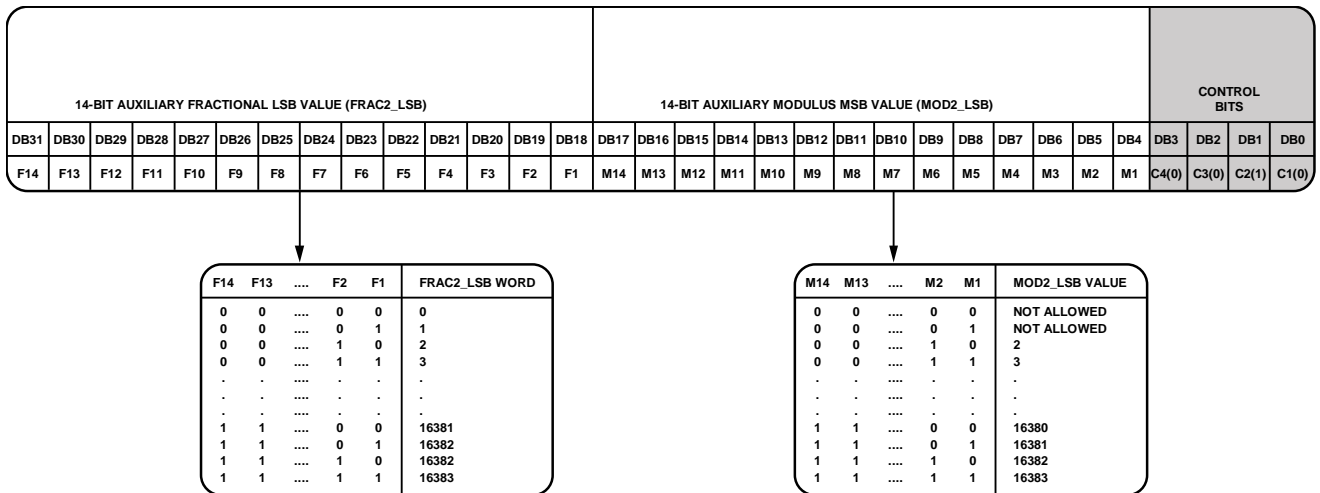 14-BIT AUXILIARY FRACTIONAL LSB VALUE (FRAC2_LSB) 14-BIT AUXILIARY MODULUS MSB VALUE (MOD2_LSB) CONTROL
BITS
DB31 DB30 DB29 DB28 DB27 DB26 DB25 DB24 DB23 DB22 DB21 DB20 DB19 DB18 DB17 DB16 DB15 DB14 DB13 DB12 DB11 DB10 DB9 DB8 DB7 DB6 DB5 DB4 DB3 DB2 DB1 DB0
F14 F13 F12 F11 F10 F9 F8 F7 F6 F5 F4 F3 F2 F1 M14 M13 M12 M11 M10 M9 M8 M7 M6 M5 M4 M3 M2 M1 C4(0) C3(0) C2(1) C1(0)
F14 F13 .... F2 F1 FRAC2_LSB WORD
0 0 .... 0 0 0
0 0 .... 0 1 1
0 0 .... 1 0 2
0 0 .... 1 1 3
. . .... . . .
. . .... . . .
. . .... . . .
1 1 .... 0 0 16381
1 1 .... 0 1 16382
1 1 .... 1 0 16382
1 1 .... 1 1 16383
M14 M13 .... M2 M1 MOD2_LSB VALUE
0 0 .... 0 0 NOT ALLOWED
0 0 .... 0 1 NOT ALLOWED
0 0 .... 1 0 2
0 0 .... 1 1 3
. . .... . . .
. . .... . . .
. . .... . . .
1 1 .... 0 0 16380
1 1 .... 0 1 16381
1 1 .... 1 0 16382
1 1 .... 1 1 16383